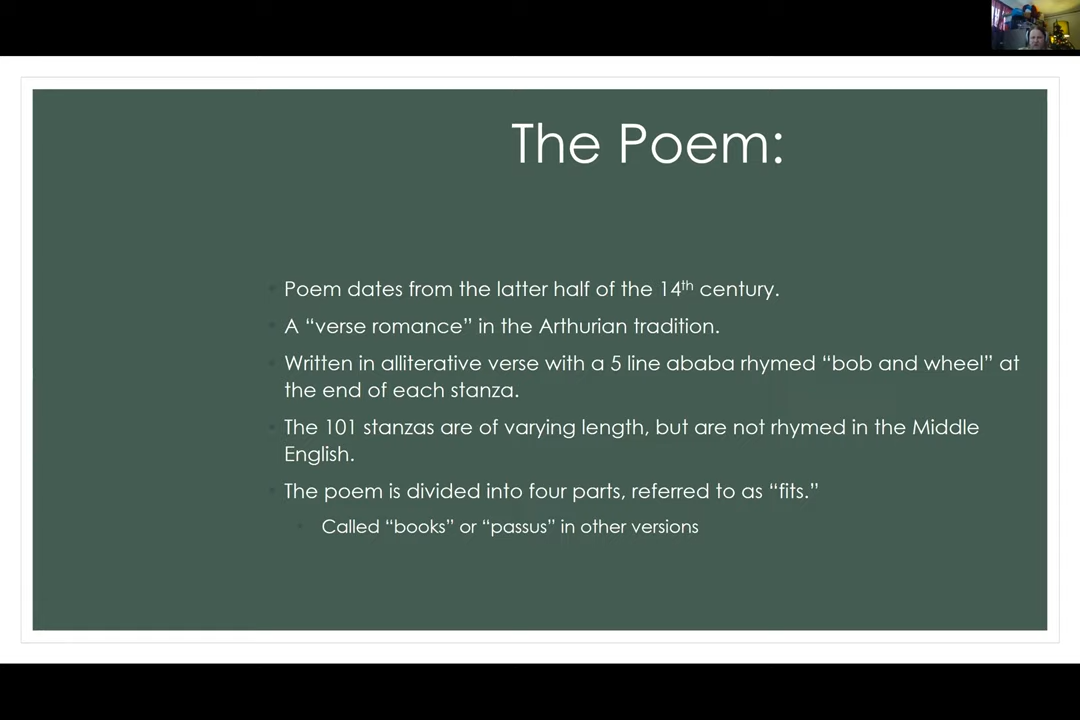 The Poem:
Poem dates from the latter half of the 14th century.
A “verse romance” in the Arthurian tradition.
Written in alliterative verse with a 5 line ababa rhymed “bob and wheel” at
the end of each stanza.
The 101 stanzas are of varying length, but are not rhymed in the Middle
English.
The poem is divided into four parts, referred to as “fits.”
Called “books” or “passus” in other versions